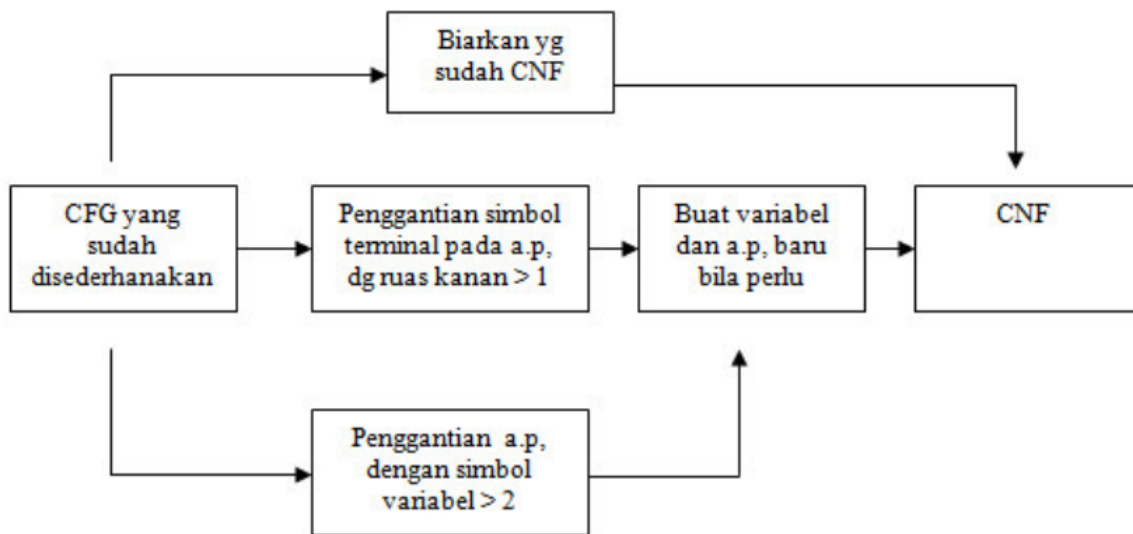 Biarkan yg
sudah CNF
CFG yang
sudah
disederhanakan
Penggantian simbol
terminal pada a.p,
dg ruas kanan > 1
Buat variabel
dan a.p, baru
bila perlu
CNF
Penggantian a.p,
dengan simbol
variabel > 2